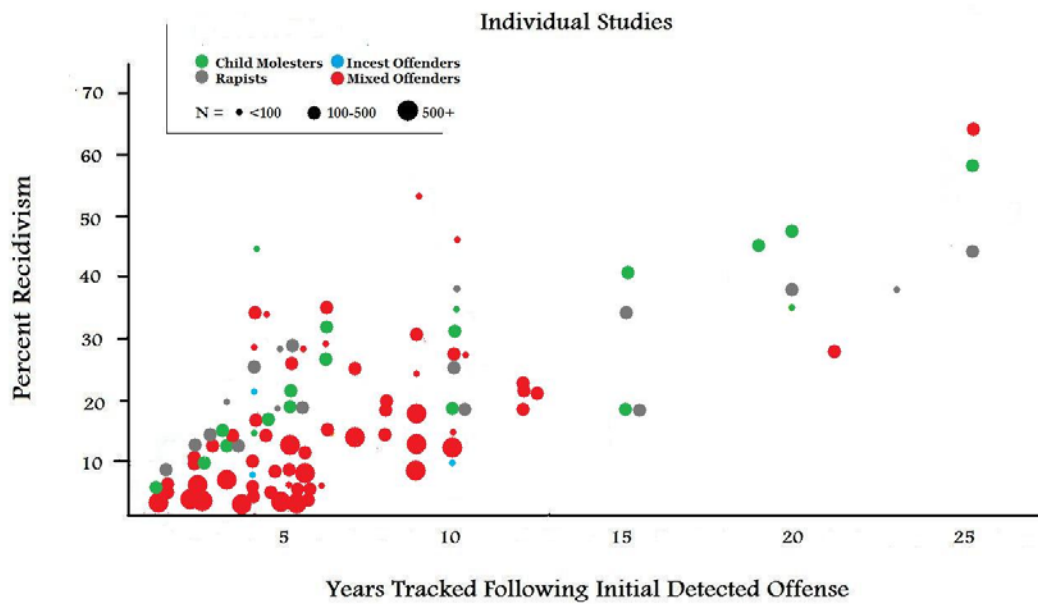 Individual Studies
Child Molesters Incest Offenders
Rapists Mixed Offenders
N = <100 100-500 500+
70
60
50
40
30
20
10
Percent Recidivism
5 10 15 20 25
Years Tracked Following Initial Detected Offense